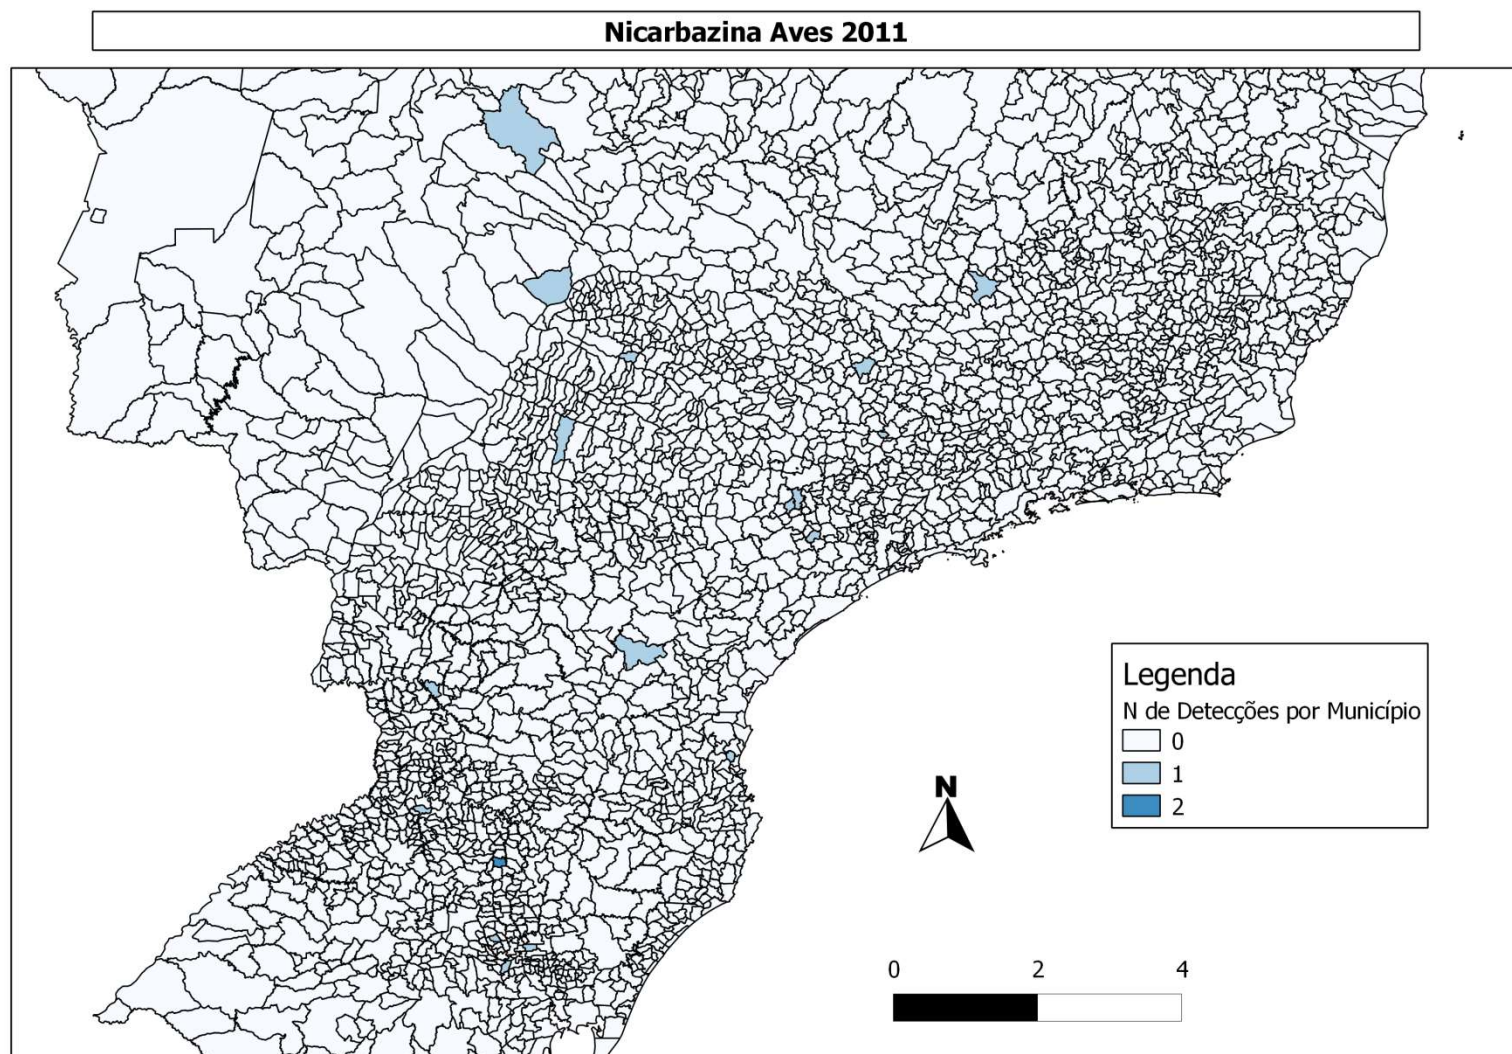 Nicarbazina Aves 2011
Legenda
N de Detecções por Município
0
1
2
N
0 2 4